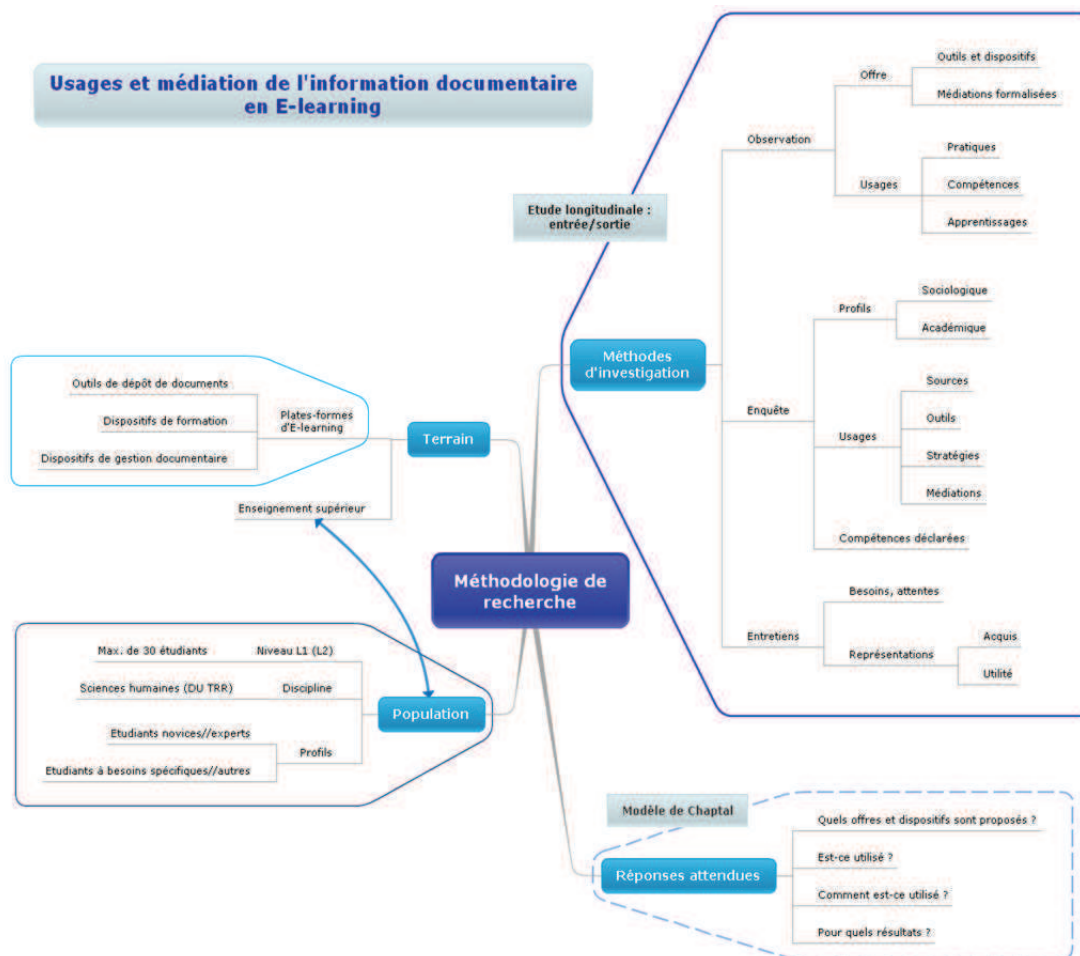 Usages et médiation de l'information documentaire
en E-learning
Etude longitudinale :
entrée/sortie
Méthodes
d'investigation
Observation
Offre
Outils et dispositifs
Médiations formalisées
Usages
Pratiques
Compétences
Apprentissages
Enquête
Profils
Sociologique
Académique
Usages
Sources
Outils
Stratégies
Médiations
Compétences déclarées
Entretiens
Besoins, attentes
Représentations
Acquis
Utilité
Terrain
Plates-formes
d'E-learning
Outils de dépôt de documents
Dispositifs de formation
Dispositifs de gestion documentaire
Enseignement supérieur
Méthodologie de
recherche
Population
Niveau L1 (L2)
Max. de 30 étudiants
Discipline
Sciences humaines (DU TRR)
Profils
Etudiants novices//experts
Etudiants à besoins spécifiques//autres
Modèle de Chaptal
Réponses attendues
Quels offres et dispositifs sont proposés ?
Est-ce utilisé ?
Comment est-ce utilisé ?
Pour quels résultats ?